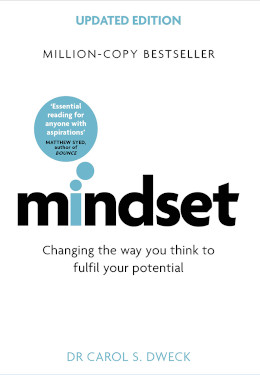 UPDATED EDITION
MILLION-COPY BESTSELLER
'Essential
reading for
anyone with
aspirations'
MATTHEW SYED,
author of
BOUNCE
mindset
Changing the way you think to
fulfil your potential
DR CAROL S. DWECK